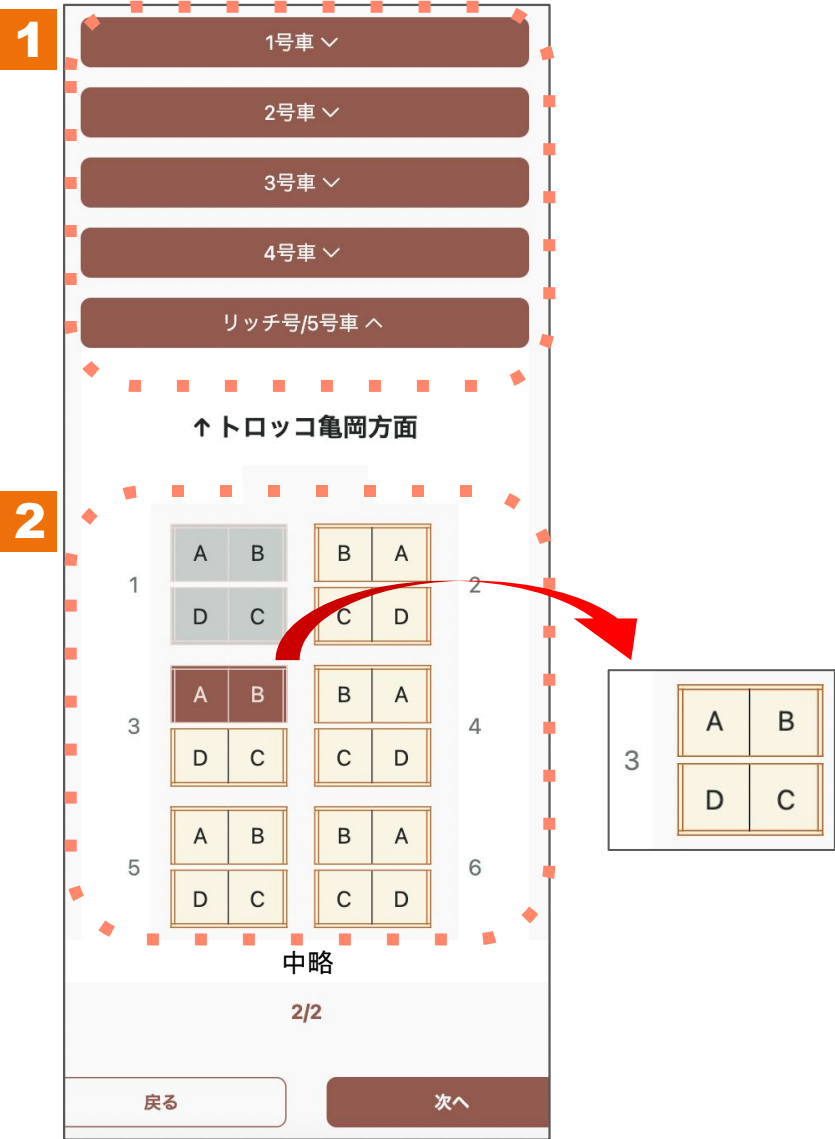 1
1号車
2号車
3号車
4号車
リッチ号/5号車
↑トロッコ亀岡方面
2
A B B A
1 2
D C C D
A B B A
3 4
D C C D
A B B A
5 6
D C C D
A B
3
D C
中略
2/2
戻る 次へ